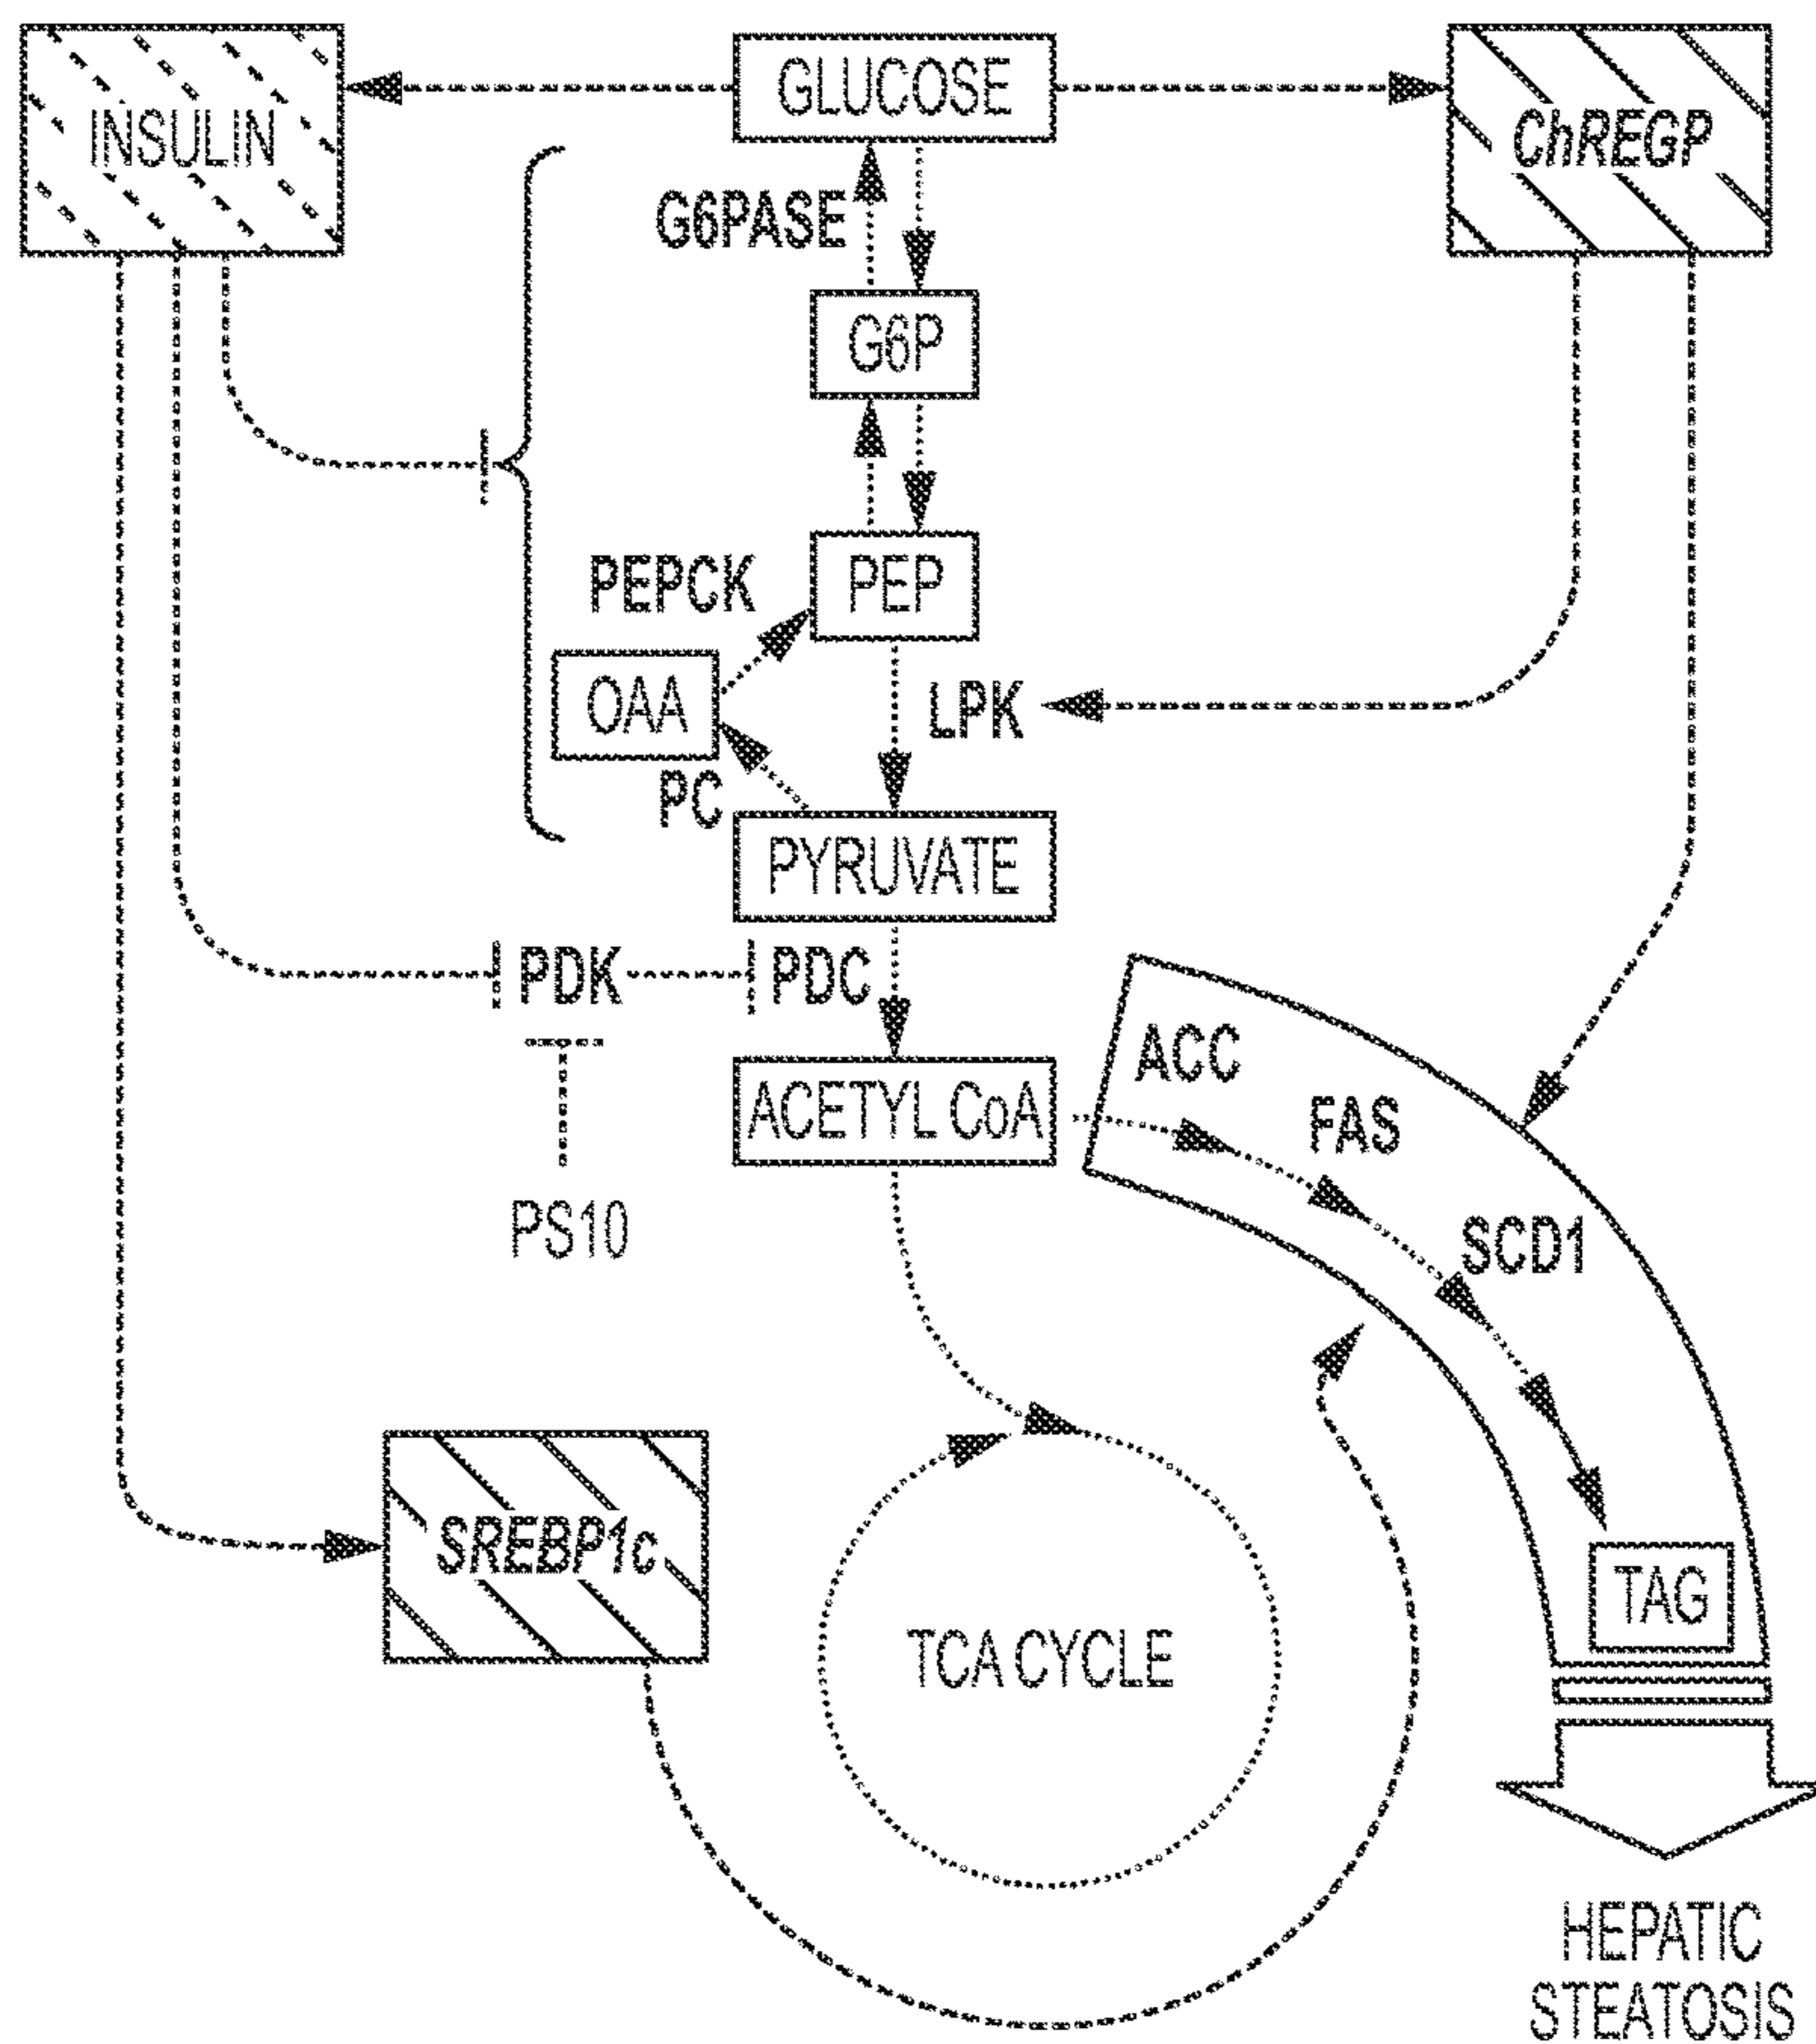 INSULIN
GLUCOSE
ChREGP
G6PASE
G6P
PEPCK
PEP
OAA
LPK
PC
PYRUVATE
PDK
PDC
ACC
ACETYL CoA
FAS
PS10
SCD1
SREBP1c
TAG
TCA CYCLE
HEPATIC
STEATOSIS